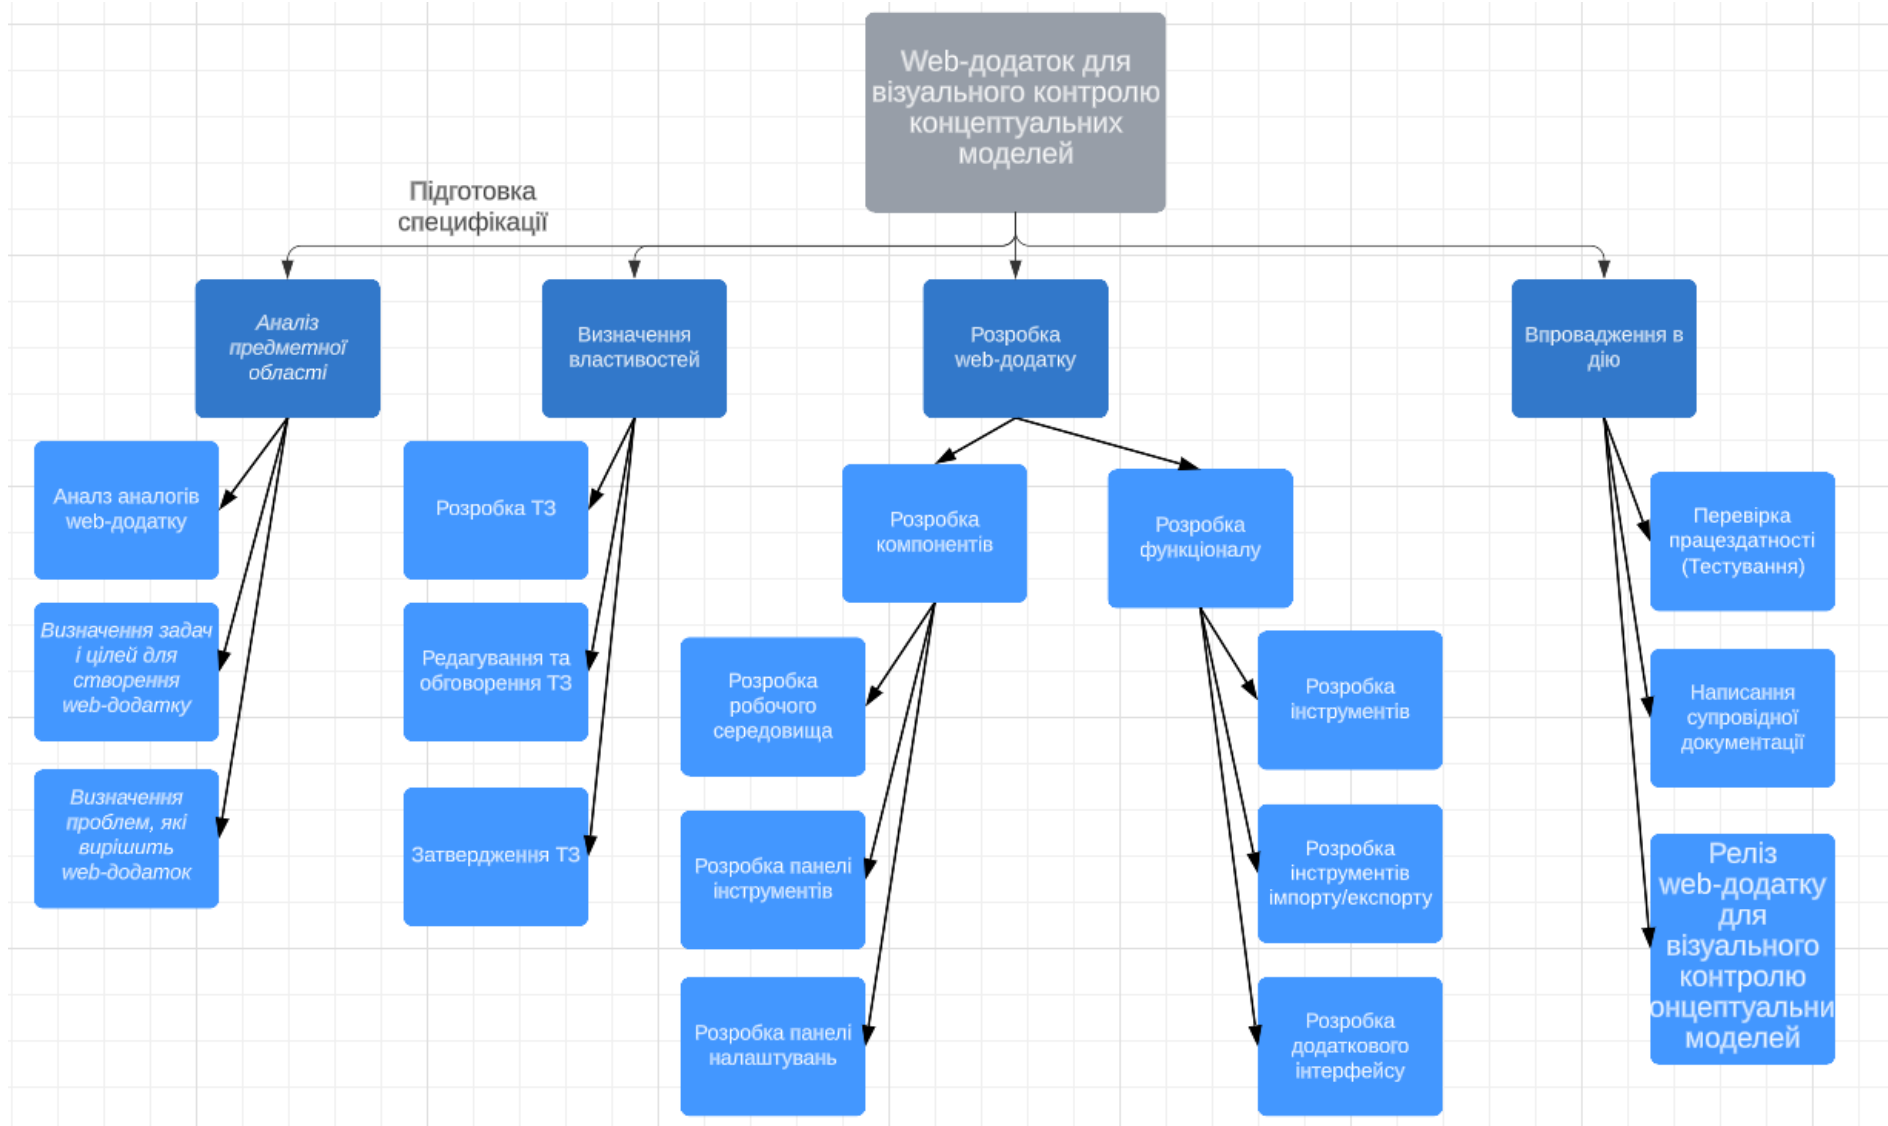 Web-додаток для
візуального контролю
концептуальних
моделей
Підготовка
специфікації
Аналіз
предметної
області
Визначення
властивостей
Розробка
web-додатку
Впровадження в
дію
Аналз аналогів
web-додатку
Визначення задач
і цілей для
створення
web-додатку
Визначення
проблем, які
вирішить
web-додаток
Розробка ТЗ
Редагування та
обговорення ТЗ
Затвердження ТЗ
Розробка
компонентів
Розробка
робочого
середовища
Розробка панелі
інструментів
Розробка панелі
налаштувань
Розробка
функціоналу
Розробка
інструментів
Розробка
інструментів
імпорту/експорту
Розробка
додаткового
інтерфейсу
Перевірка
працездатності
(Тестування)
Написання
супровідної
документації
Реліз
web-додатку
для
візуального
контролю
онцептуальни
моделей